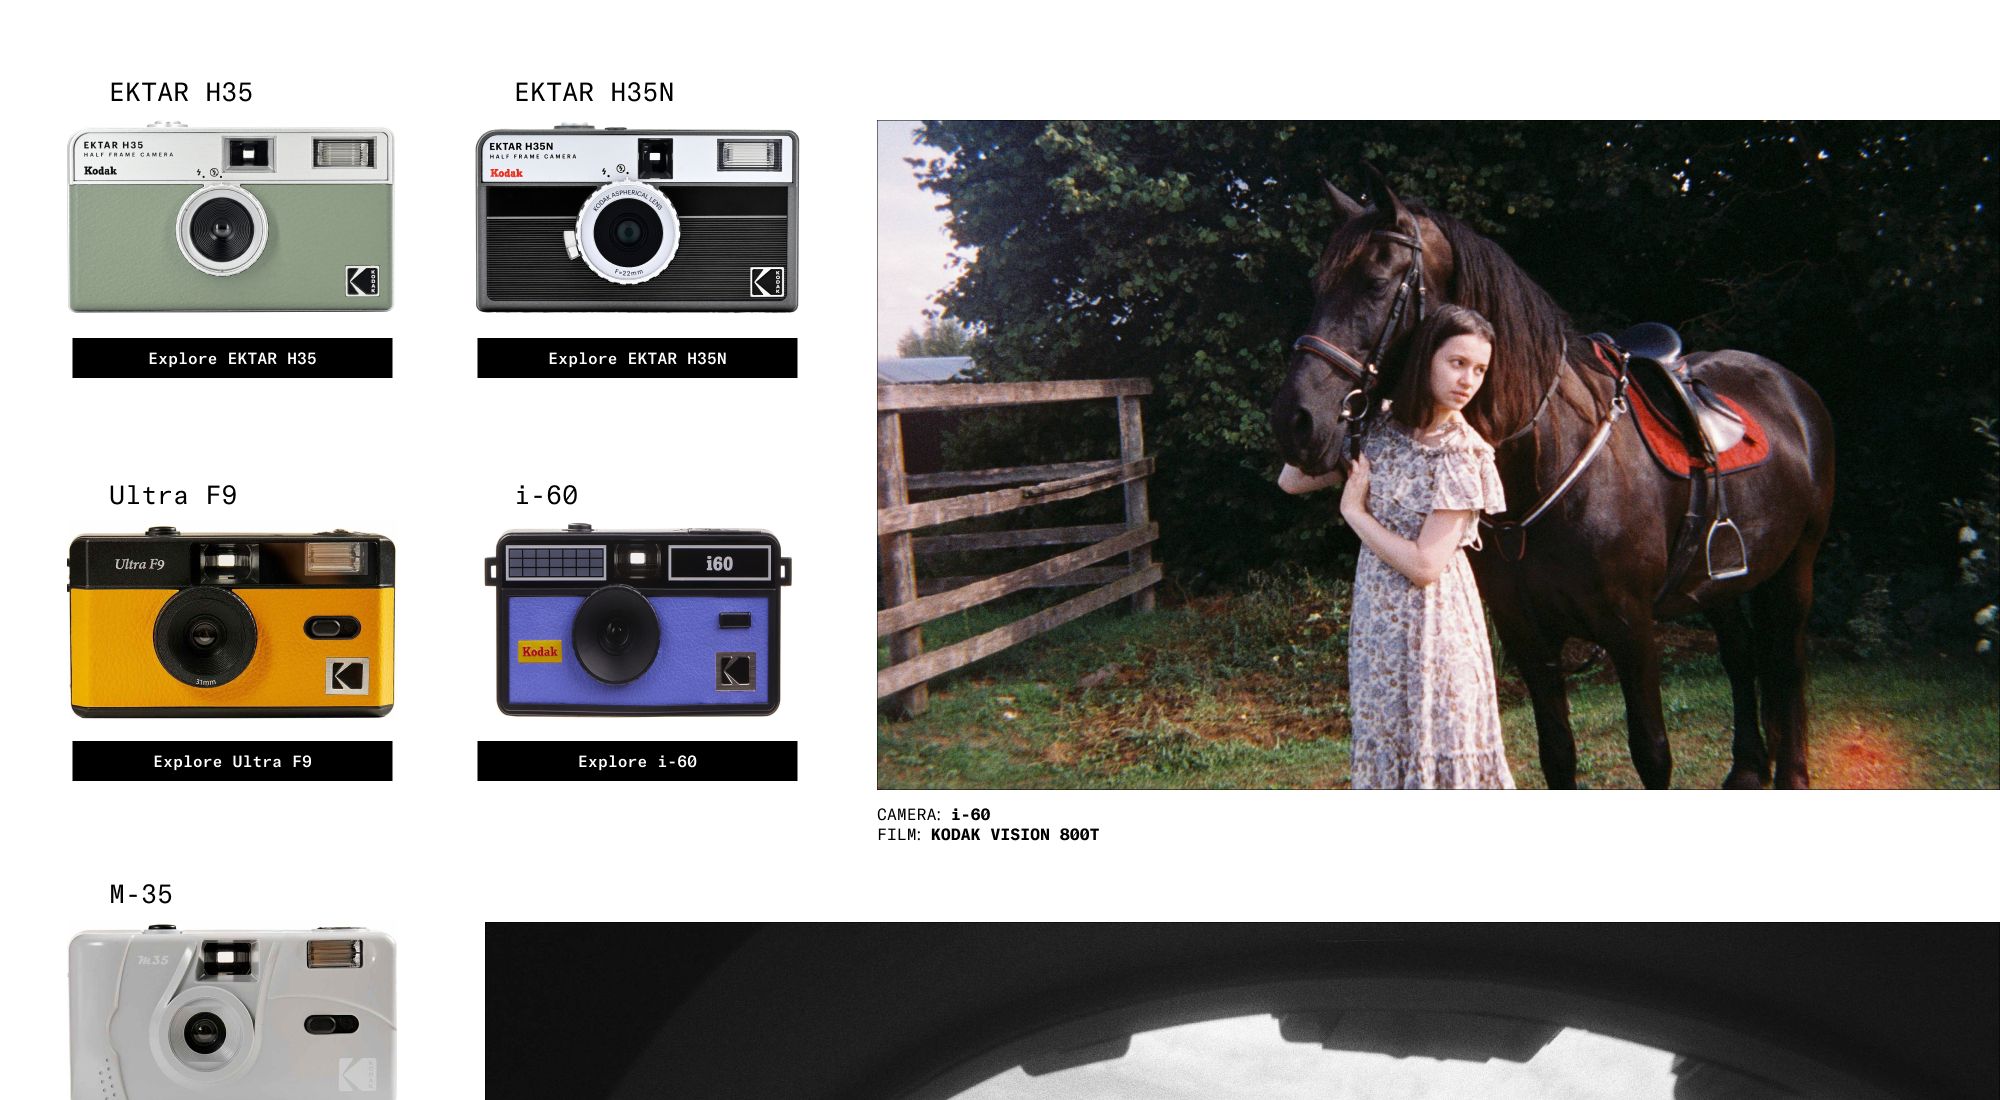 EKTAR H35
EKTAR H35
HALF FRAME CAMERA
Kodak
KODAK
Explore EKTAR H35
EKTAR H35N
EKTAR H35N
HALF FRAME CAMERA
Kodak
KODAK ASPHERICAL LENS
F=22mm
KODAK
Explore EKTAR H35N
Ultra F9
Ultra F9
31mm
Explore Ultra F9
i-60
i60
Kodak
Explore i-60
CAMERA: i-60
FILM: KODAK VISION 800T
M-35
m35
KODAK